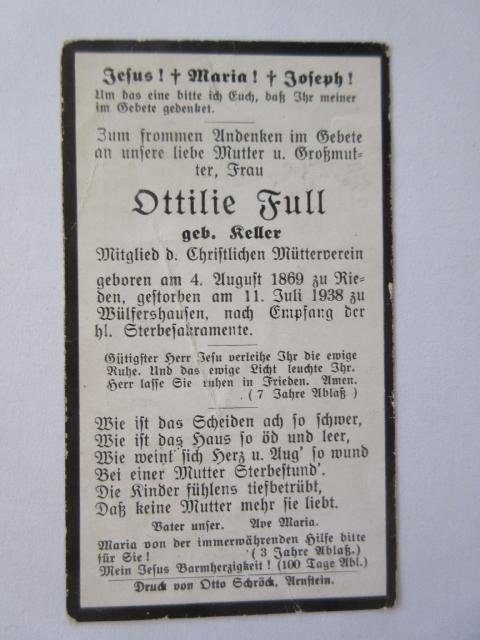 Jesus! † Maria! † Joseph!
Um das eine bitte ich Euch, daß Ihr meiner
im Gebete gedenket.
Zum frommen Andenken im Gebete
an unsere liebe Mutter u. Großmut-
ter, Frau
Ottilie Full
geb. Keller
Mitglied d. Christlichen Mütterverein
geboren am 4. August 1869 zu Rie-
den, gestorben am 11. Juli 1938 zu
Wülfershausen, nach Empfang der
hl. Sterbesakramente.
Gütigster Herr Jesu verleihe Ihr die ewige
Ruhe. Und das ewige Licht leuchte Ihr.
Herr lasse Sie ruhen in Frieden. Amen.
(7 Jahre Ablaß)
Wie ist das Scheiden ach so schwer,
Wie ist das Haus so öd und leer,
Wie weint sich Herz u. Aug' so wund
Bei einer Mutter Sterbestund'.
Die Kinder fühlens tiefbetrübt,
Daß keine Mutter mehr sie liebt.
Vater unser. Ave Maria.
Maria von der immerwährenden Hilfe bitte
für Sie! (3 Jahre Ablaß.)
Mein Jesus Barmherzigkeit! (100 Tage Abl.)
Druck von Otto Schröck, Arnstein.